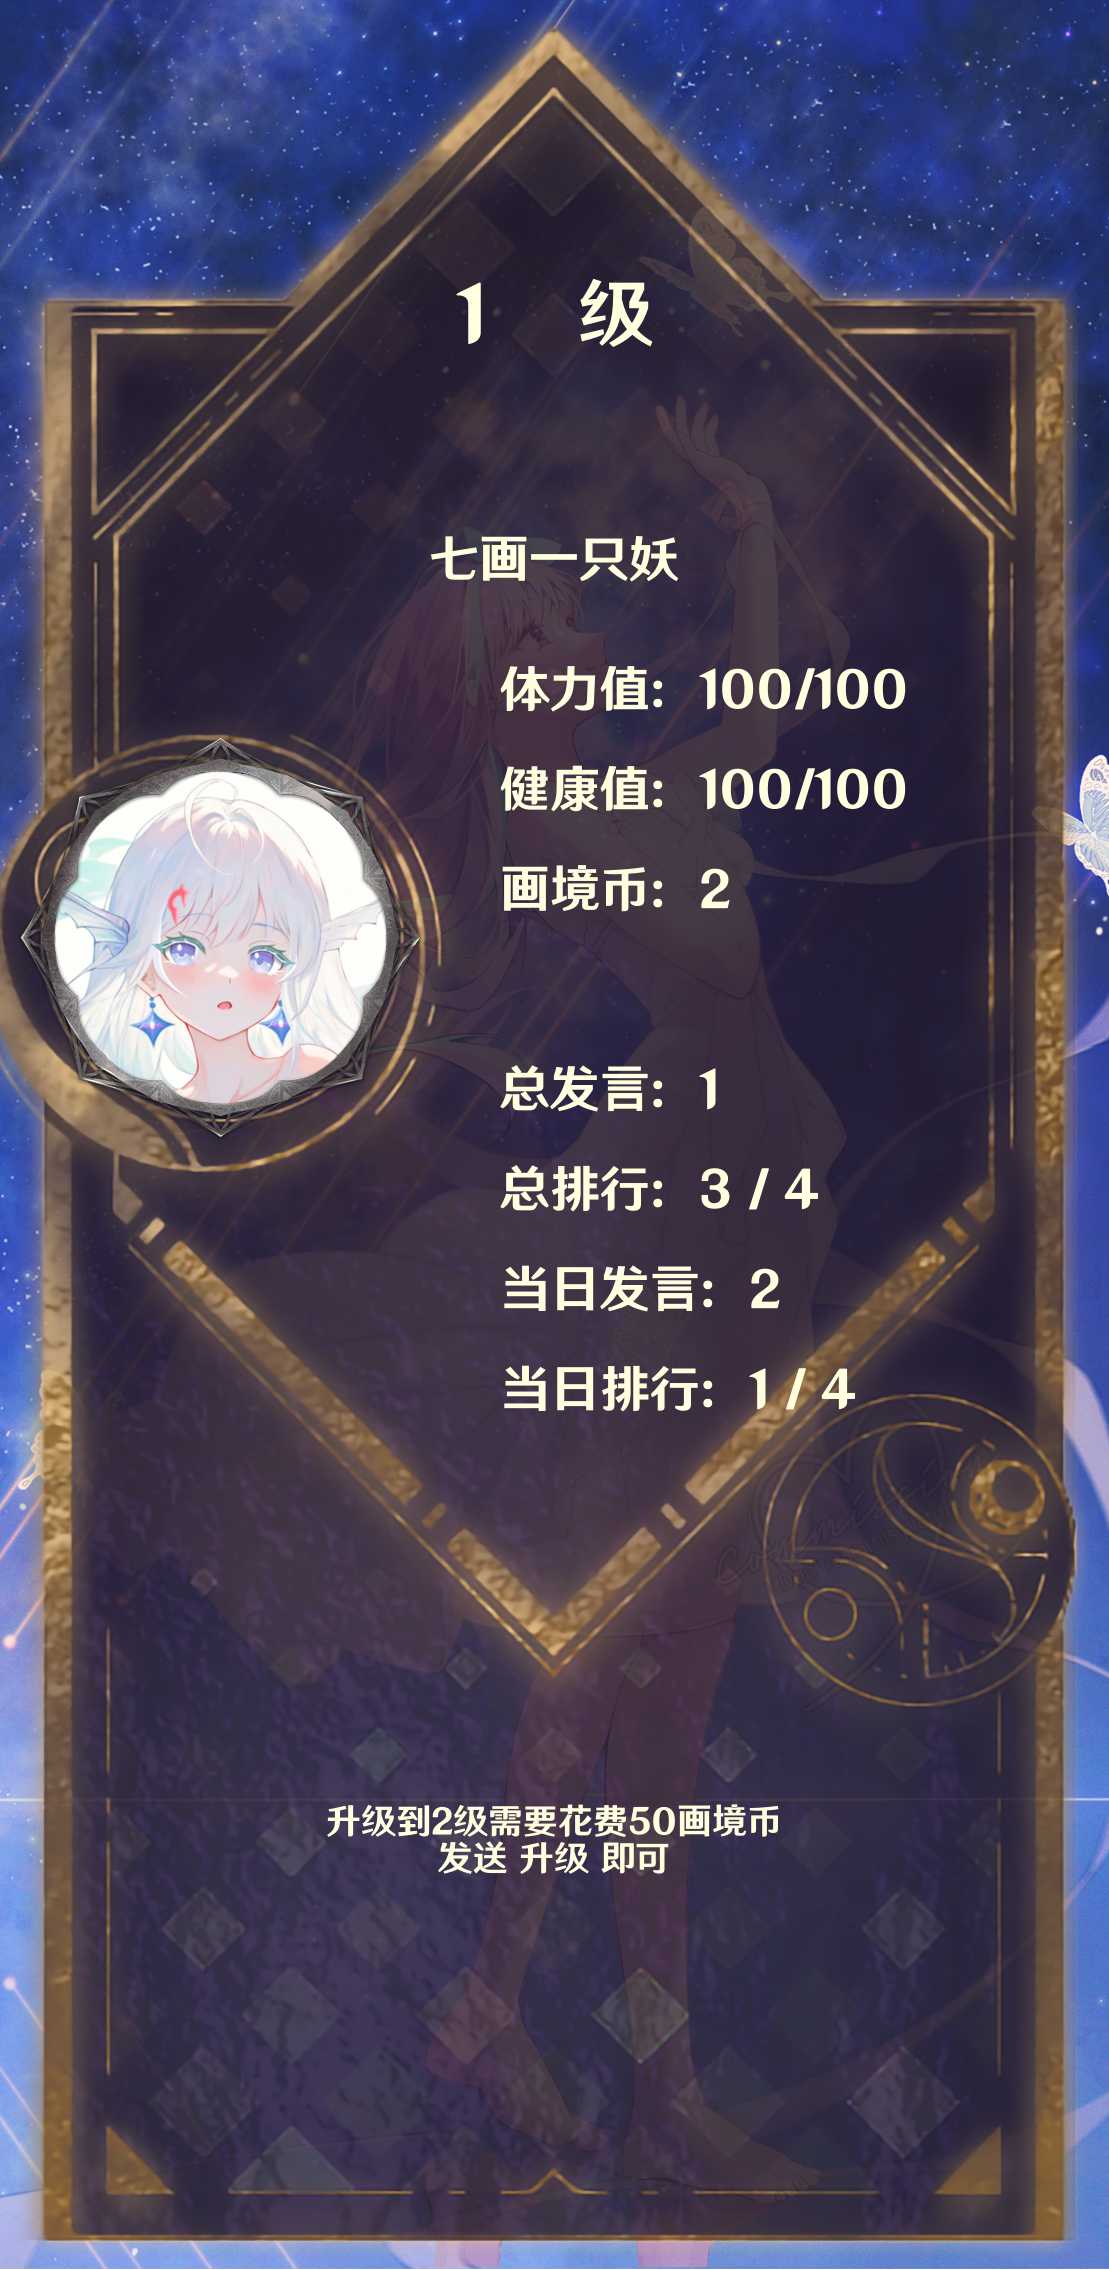 1 级
七画一只妖
体力值: 100/100
健康值: 100/100
画境币: 2
总发言: 1
总排行: 3 / 4
当日发言: 2
当日排行: 1 / 4
升级到2级需要花费50画境币
发送 升级 即可